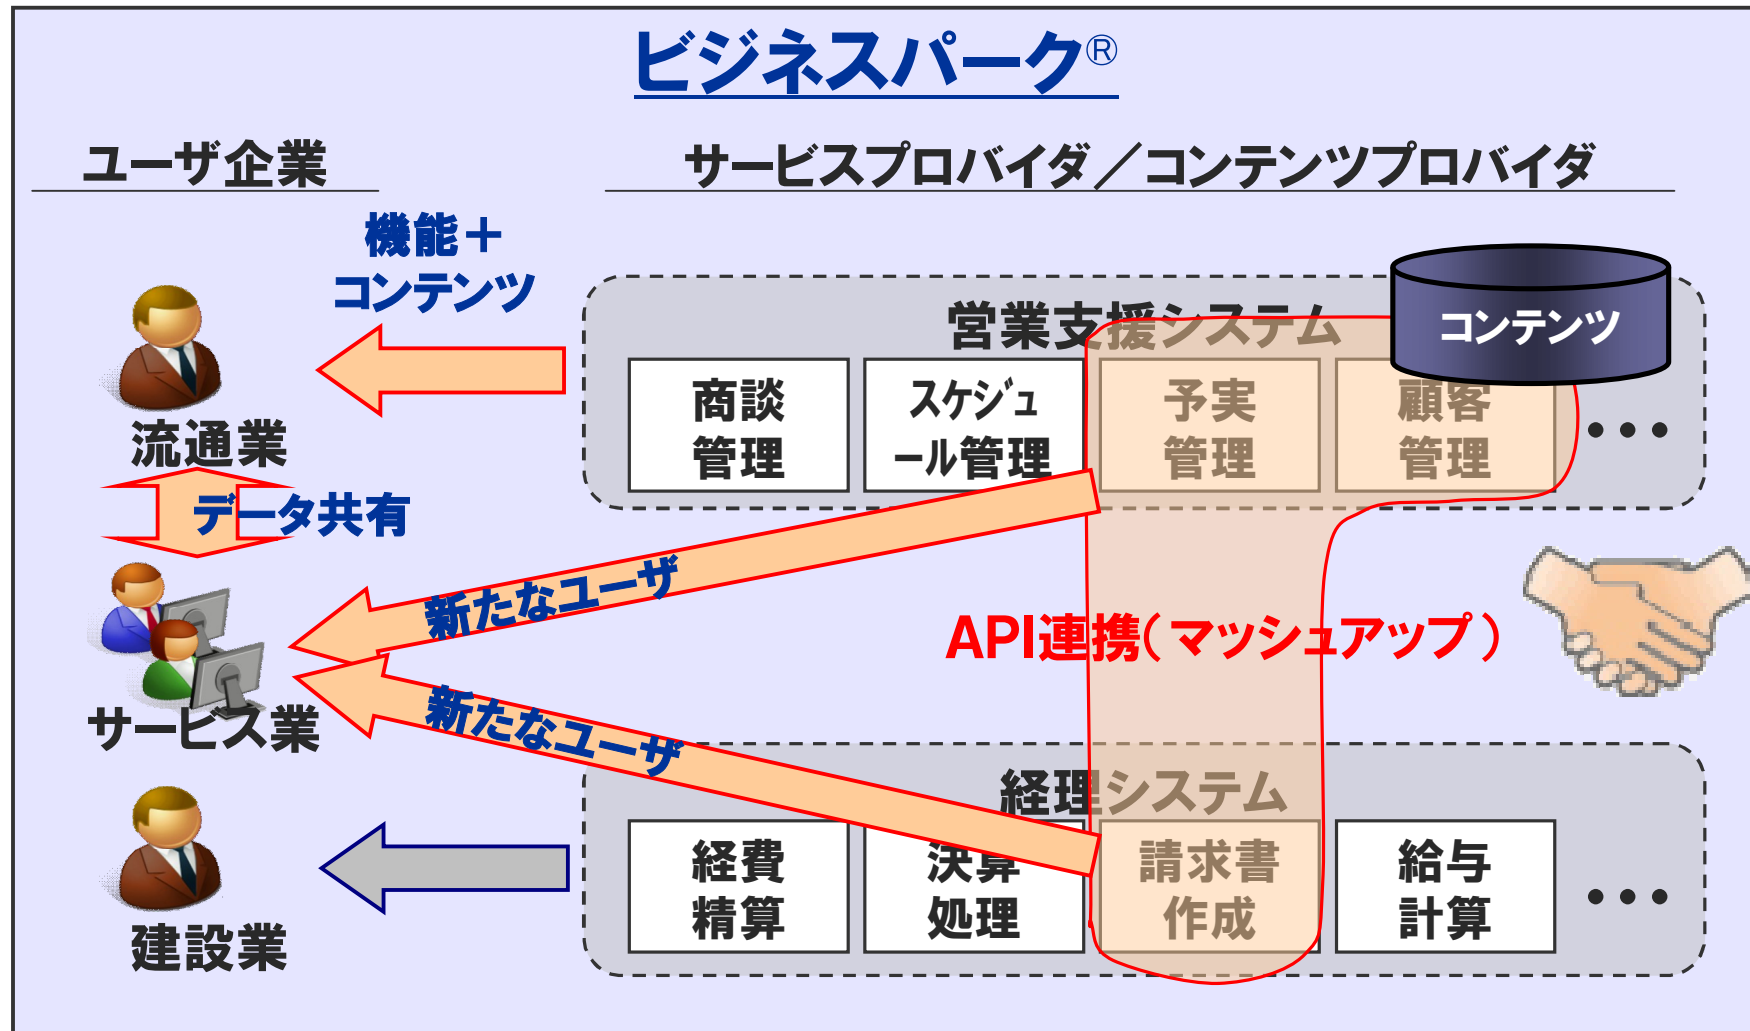 ビジネスパーク®
ユーザ企業
サービスプロバイダ／コンテンツプロバイダ
機能＋
コンテンツ
コンテンツ
営業支援システム
商談
管理
スケジュ
ール管理
予実
管理
顧客
管理
・・・
流通業
データ共有
新たなユーザ
API連携（マッシュアップ）
サービス業
新たなユーザ
経理システム
経費
精算
決算
処理
請求書
作成
給与
計算
・・・
建設業